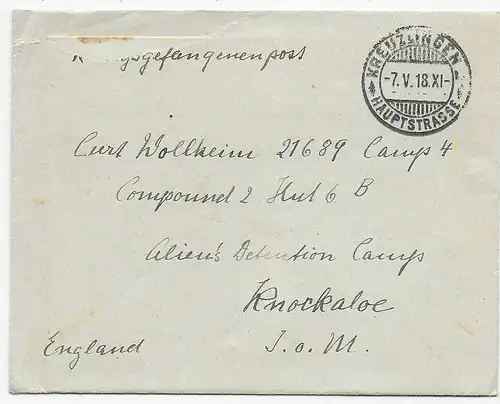 Kriegsgefangenenpost
KREUZLINGEN
-7.V.18.XI-
HAUPTSTRASSE
Curt Wollheim 21689 Camp 4
Compound 2 Hut 6 B
Alien's Detention Camp
Knockaloe
England I.o.M.